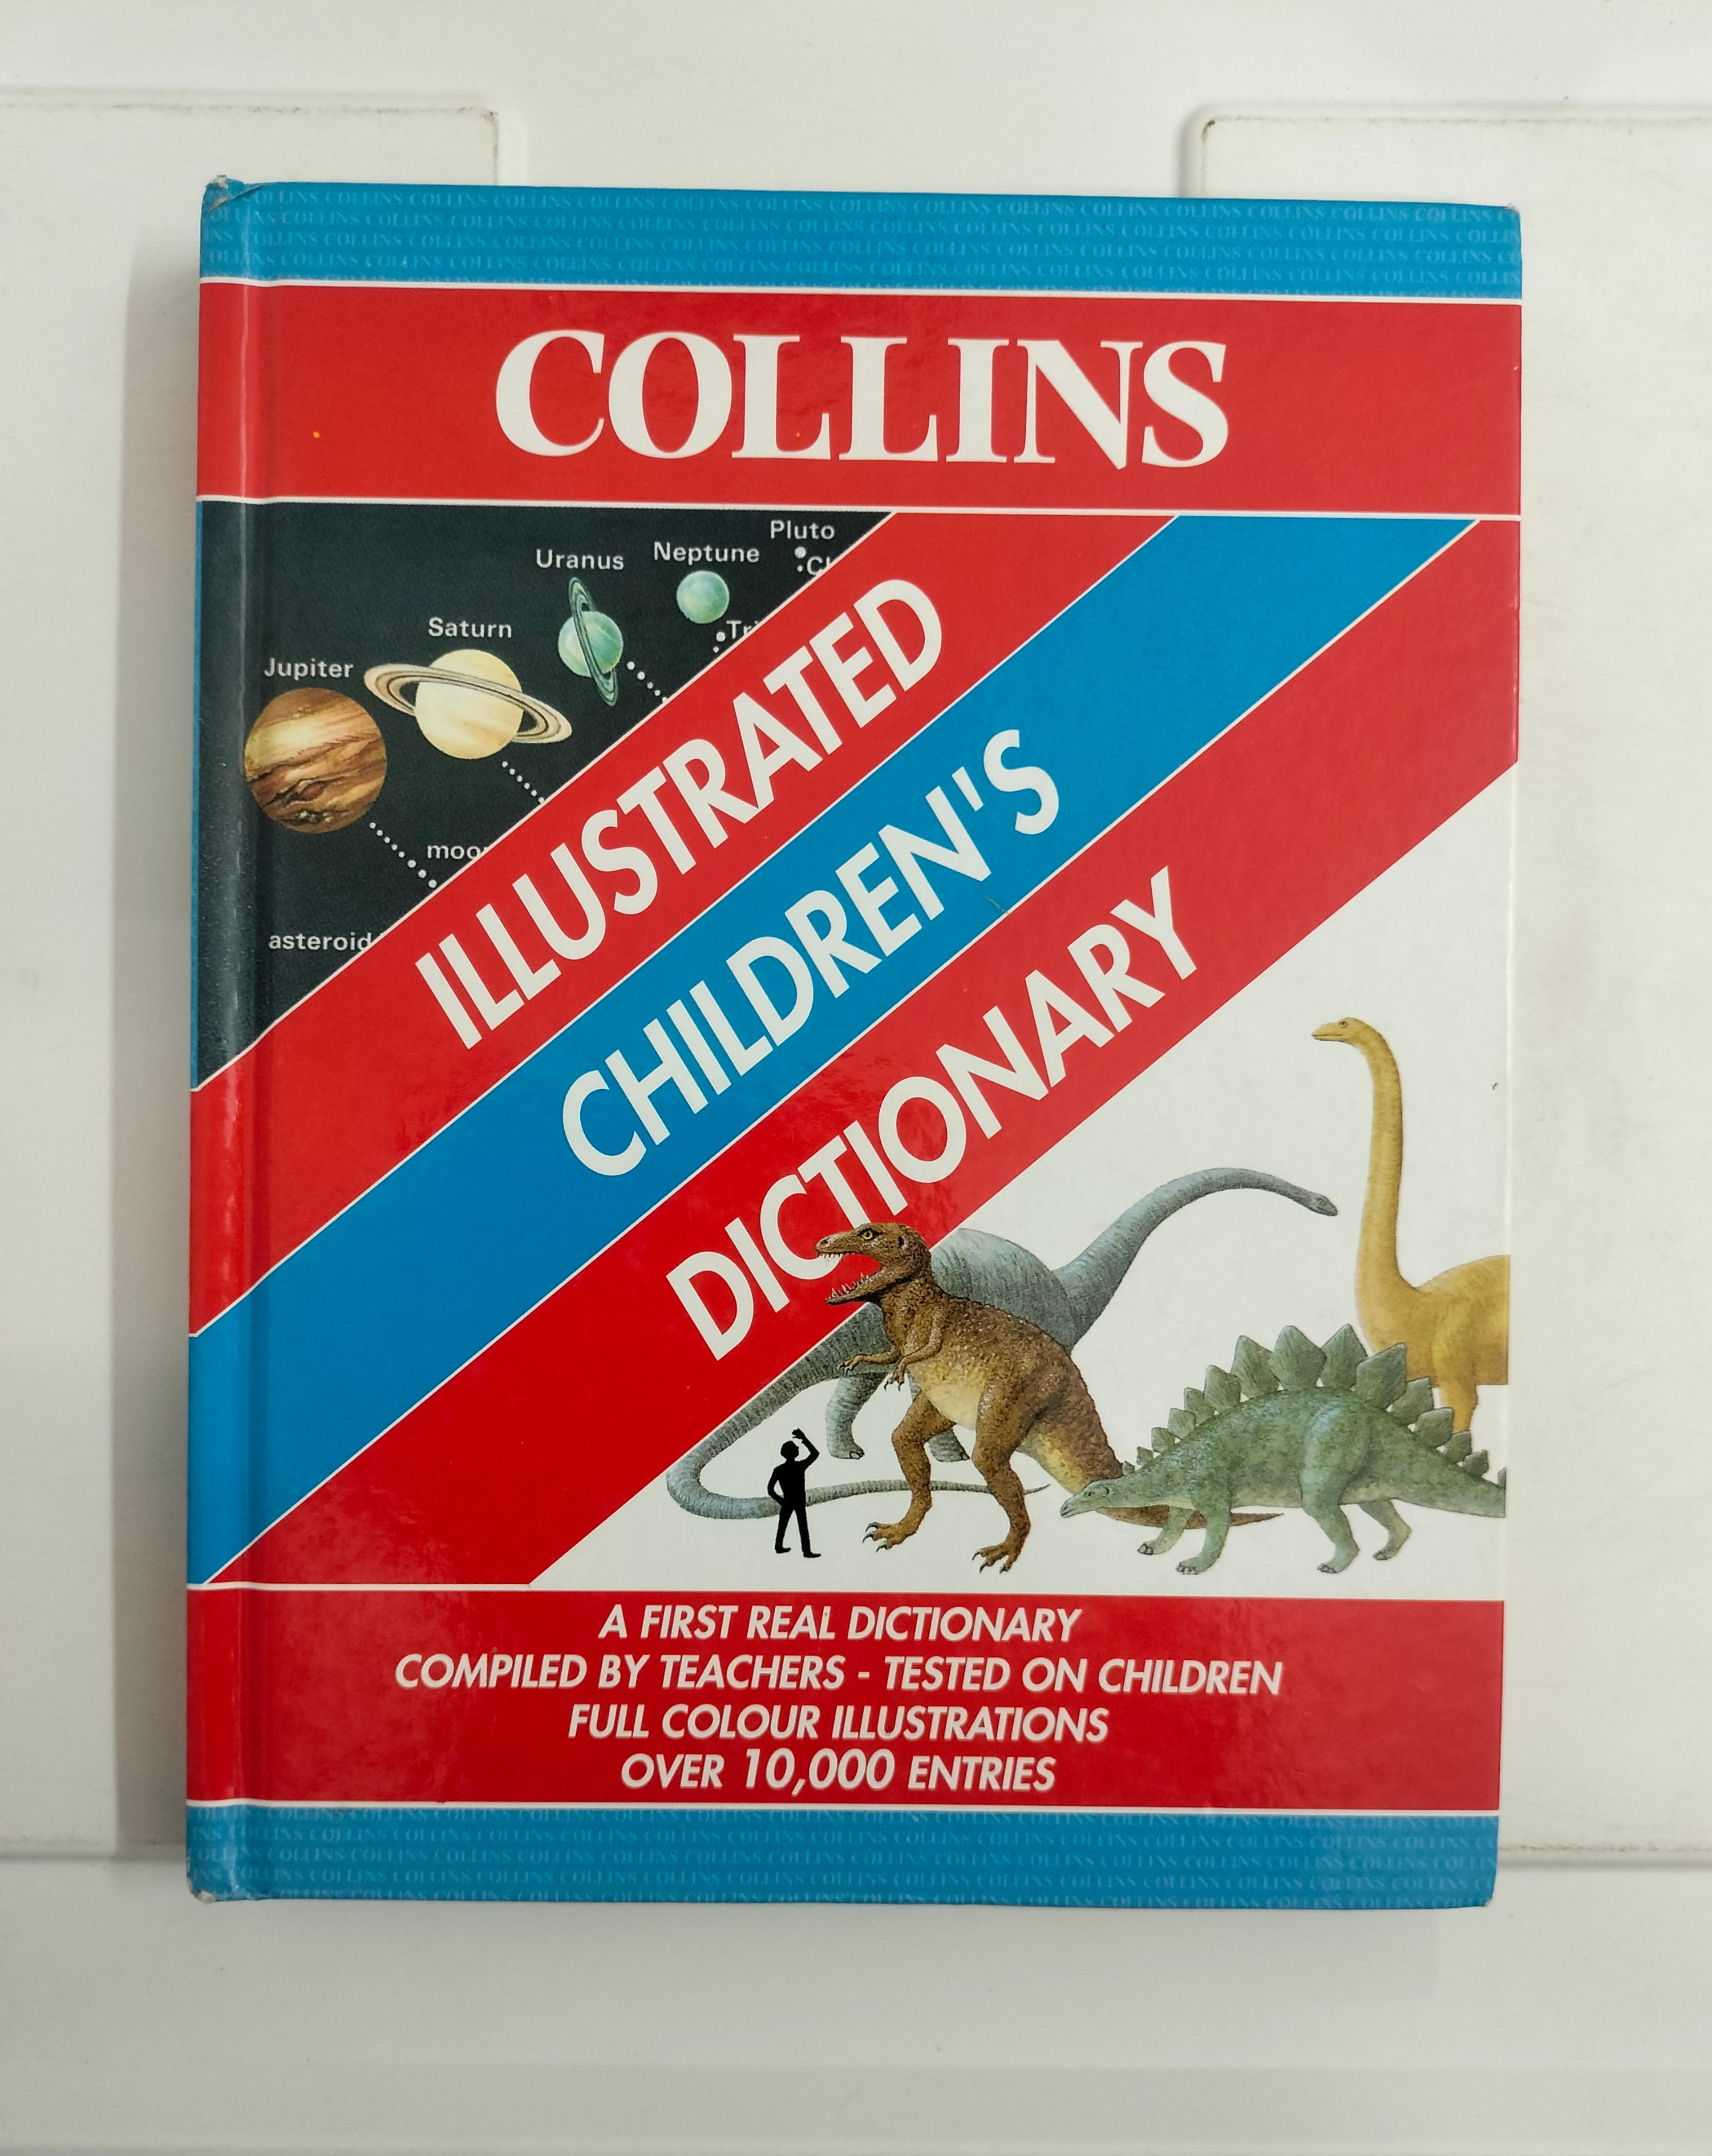 COLLINS
Pluto
Uranus Neptune
Saturn
Jupiter
ILLUSTRATED
CHILDREN'S
DICTIONARY
A FIRST REAL DICTIONARY
COMPILED BY TEACHERS - TESTED ON CHILDREN
FULL COLOUR ILLUSTRATIONS
OVER 10,000 ENTRIES